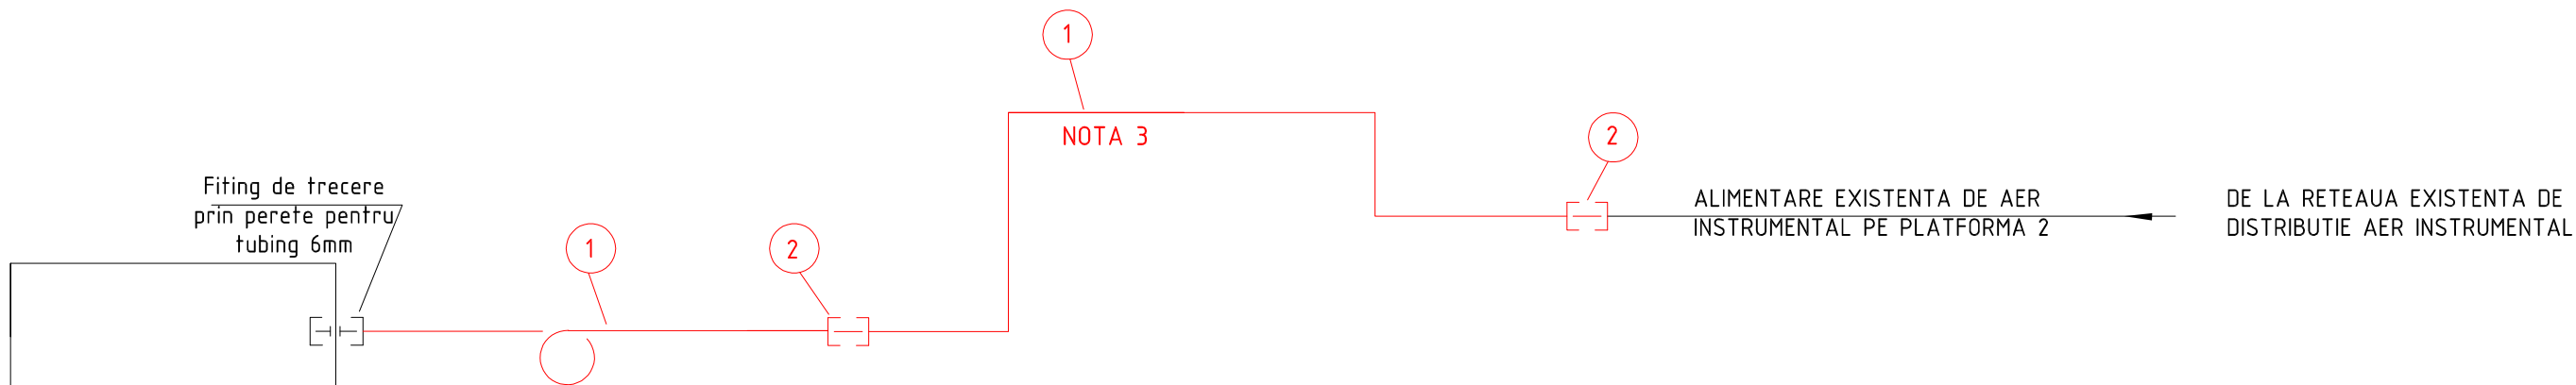 1
NOTA 3
2
Fiting de trecere
prin perete pentru
tubing 6mm
ALIMENTARE EXISTENTA DE AER
INSTRUMENTAL PE PLATFORMA 2
DE LA RETEAUA EXISTENTA DE
DISTRIBUTIE AER INSTRUMENTAL
1
2